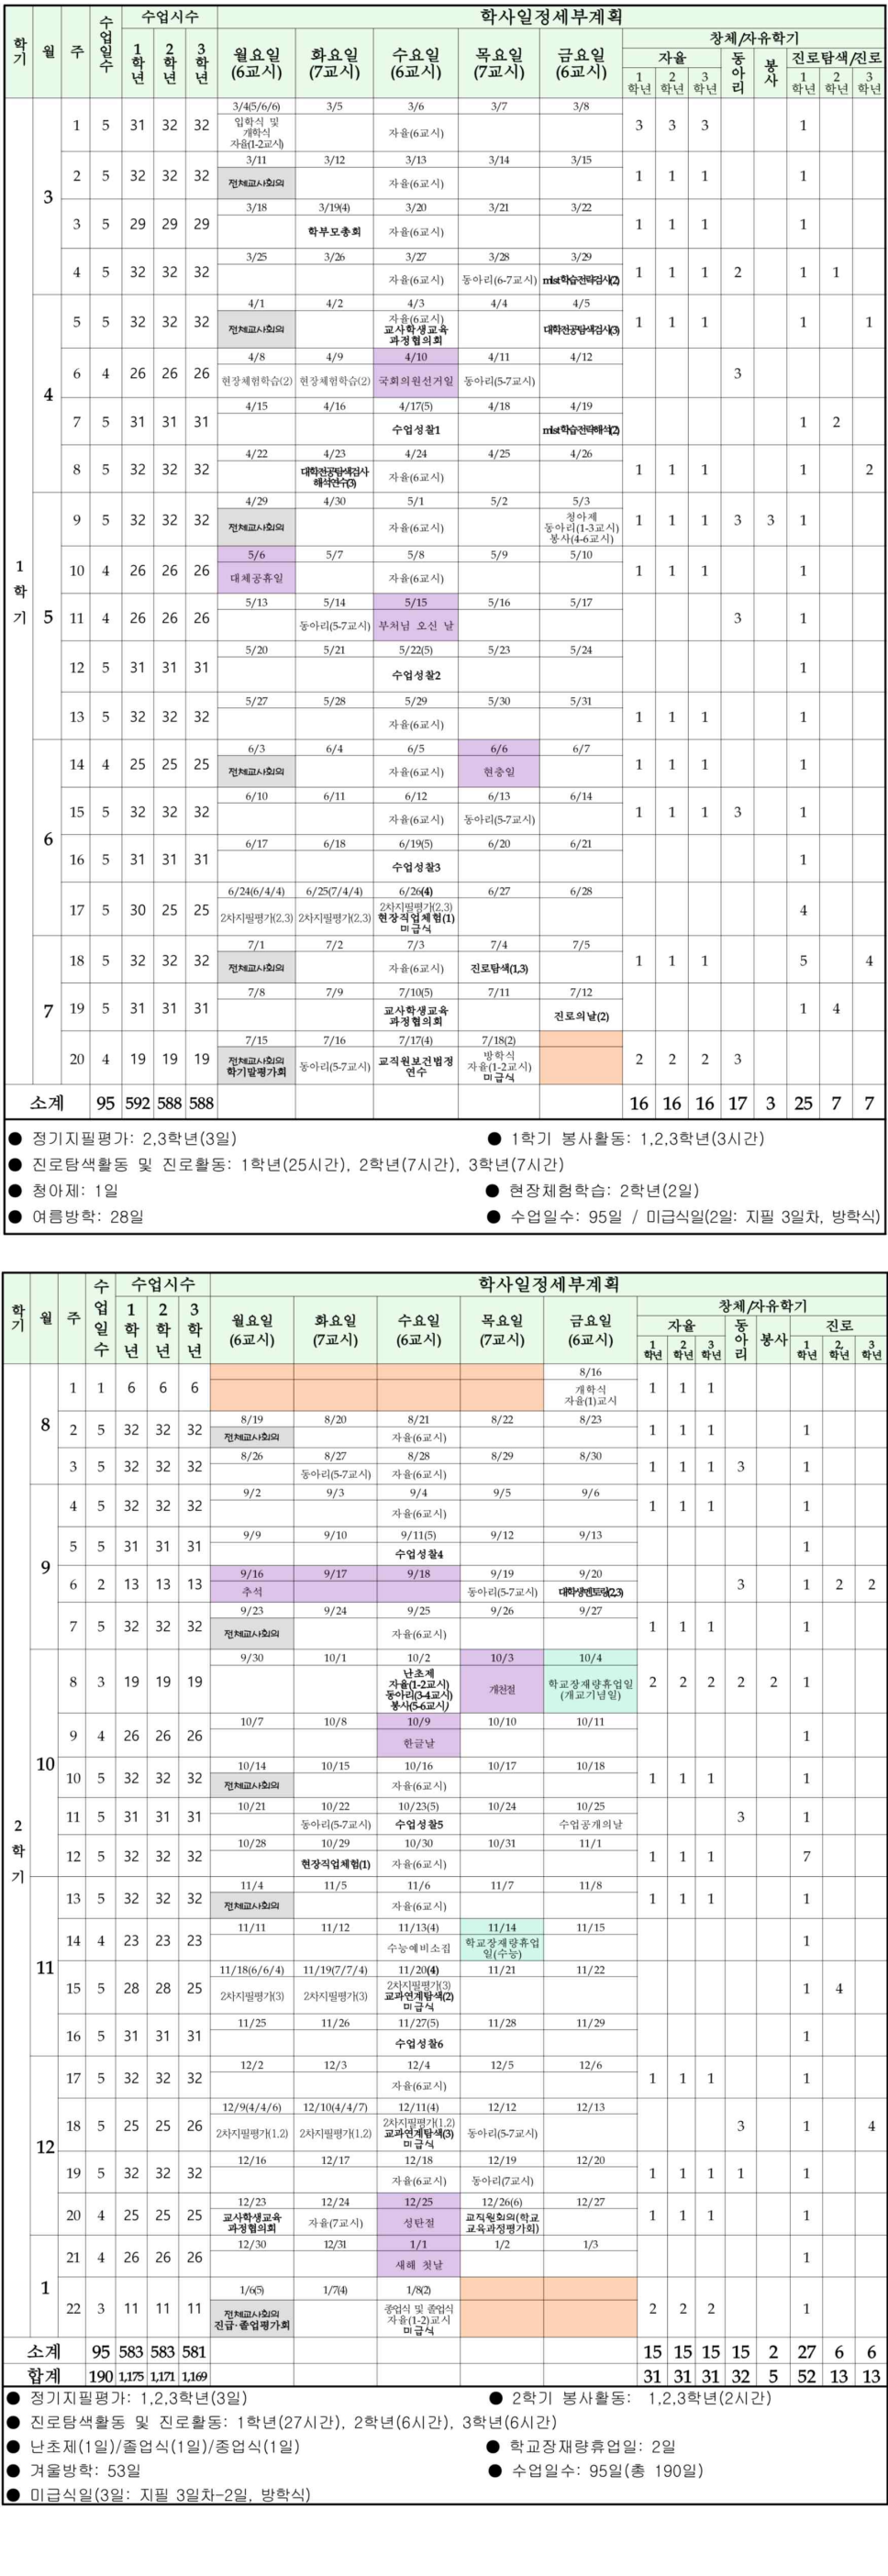 학기 월 주 수업일수 수업시수 학사일정세부계획
1학년 2학년 3학년 월요일(6교시) 화요일(7교시) 수요일(6교시) 목요일(7교시) 금요일(6교시) 창체/자유학기
자율 동아리 봉사 진로탐색/진로
1학년 2학년 3학년 1학년 2학년 3학년
1학기
3
3/4(5/6/6) 3/5 3/6 3/7 3/8
1 5 31 32 32 입학식 및 개학식 자율(1-2교시) 자율(6교시) 3 3 3 1
3/11 3/12 3/13 3/14 3/15
2 5 32 32 32 전체교사회의 자율(6교시) 1 1 1 1
3/18 3/19(4) 3/20 3/21 3/22
3 5 29 29 29 학부모총회 자율(6교시) 1 1 1 1
3/25 3/26 3/27 3/28 3/29
4 5 32 32 32 자율(6교시) 동아리(6-7교시) mlst학습전략검사(2) 1 1 1 2 1 1
4
4/1 4/2 4/3 4/4 4/5
5 5 32 32 32 전체교사회의 자율(6교시) 교사학생교육과정협의회 대학전공탐색검사(3) 1 1 1 1 1
4/8 4/9 4/10 4/11 4/12
6 4 26 26 26 현장체험학습(2) 현장체험학습(2) 국회의원선거일 동아리(5-7교시) 3
4/15 4/16 4/17(5) 4/18 4/19
7 5 31 31 31 수업성찰1 mlst학습전략해석(2) 1 2
4/22 4/23 4/24 4/25 4/26
8 5 32 32 32 대학전공탐색검사 해석연수(3) 자율(6교시) 1 1 1 1 2
5
4/29 4/30 5/1 5/2 5/3
9 5 32 32 32 전체교사회의 자율(6교시) 청아제 동아리(1-3교시) 봉사(4-6교시) 1 1 1 3 3 1
5/6 5/7 5/8 5/9 5/10
10 4 26 26 26 대체공휴일 자율(6교시) 1 1 1 1
5/13 5/14 5/15 5/16 5/17
11 4 26 26 26 동아리(5-7교시) 부처님 오신 날 3 1
5/20 5/21 5/22(5) 5/23 5/24
12 5 31 31 31 수업성찰2 1
5/27 5/28 5/29 5/30 5/31
13 5 32 32 32 자율(6교시) 1 1 1 1
6
6/3 6/4 6/5 6/6 6/7
14 4 25 25 25 전체교사회의 자율(6교시) 현충일 1 1 1 1
6/10 6/11 6/12 6/13 6/14
15 5 32 32 32 자율(6교시) 동아리(5-7교시) 1 1 1 3 1
6/17 6/18 6/19(5) 6/20 6/21
16 5 31 31 31 수업성찰3 1
6/24(6/4/4) 6/25(7/4/4) 6/26(4) 6/27 6/28
17 5 30 25 25 2차지필평가(2,3) 2차지필평가(2,3) 2차지필평가(2,3) 현장직업체험(1) 미급식 4
7
7/1 7/2 7/3 7/4 7/5
18 5 32 32 32 전체교사회의 자율(6교시) 진로탐색(1,3) 1 1 1 5 4
7/8 7/9 7/10(5) 7/11 7/12
19 5 31 31 31 교사학생교육과정협의회 진로의날(2) 1 4
7/15 7/16 7/17(4) 7/18(2)
20 4 19 19 19 전체교사회의 학기말평가회 동아리(5-7교시) 교직원보건법정연수 방학식 자율(1-2교시) 미급식 2 2 2 3
소계 95 592 588 588 16 16 16 17 3 25 7 7
● 정기지필평가: 2,3학년(3일) ● 1학기 봉사활동: 1,2,3학년(3시간)
● 진로탐색활동 및 진로활동: 1학년(25시간), 2학년(7시간), 3학년(7시간)
● 청아제: 1일 ● 현장체험학습: 2학년(2일)
● 여름방학: 28일 ● 수업일수: 95일 / 미급식일(2일: 지필 3일차, 방학식)
학기 월 주 수업일수 수업시수 학사일정세부계획
1학년 2학년 3학년 월요일(6교시) 화요일(7교시) 수요일(6교시) 목요일(7교시) 금요일(6교시) 창체/자유학기
자율 동아리 봉사 진로
1학년 2학년 3학년 1학년 2학년 3학년
2학기
8
8/16
1 1 6 6 6 개학식 자율(1)교시 1 1 1
8/19 8/20 8/21 8/22 8/23
2 5 32 32 32 전체교사회의 자율(6교시) 1 1 1 1
8/26 8/27 8/28 8/29 8/30
3 5 32 32 32 동아리(5-7교시) 자율(6교시) 1 1 1 3 1
9
9/2 9/3 9/4 9/5 9/6
4 5 32 32 32 자율(6교시) 1 1 1 1
9/9 9/10 9/11(5) 9/12 9/13
5 5 31 31 31 수업성찰4 1
9/16 9/17 9/18 9/19 9/20
6 2 13 13 13 추석 동아리(5-7교시) 대학생멘토링(2,3) 3 1 2 2
9/23 9/24 9/25 9/26 9/27
7 5 32 32 32 전체교사회의 자율(6교시) 1 1 1 1
10
9/30 10/1 10/2 10/3 10/4
8 3 19 19 19 난초제 자율(1-2교시) 동아리(3-4교시) 봉사(5-6교시) 개천절 학교장재량휴업일(개교기념일) 2 2 2 2 2 1
10/7 10/8 10/9 10/10 10/11
9 4 26 26 26 한글날 1
10/14 10/15 10/16 10/17 10/18
10 5 32 32 32 전체교사회의 자율(6교시) 1 1 1 1
10/21 10/22 10/23(5) 10/24 10/25
11 5 31 31 31 동아리(5-7교시) 수업성찰5 수업공개의날 3 1
10/28 10/29 10/30 10/31 11/1
12 5 32 32 32 현장직업체험(1) 자율(6교시) 1 1 1 7
11
11/4 11/5 11/6 11/7 11/8
13 5 32 32 32 전체교사회의 자율(6교시) 1 1 1 1
11/11 11/12 11/13(4) 11/14 11/15
14 4 23 23 23 수능예비소집 학교장재량휴업일(수능) 1
11/18(6/6/4) 11/19(7/7/4) 11/20(4) 11/21 11/22
15 5 28 28 25 2차지필평가(3) 2차지필평가(3) 2차지필평가(3) 교과연계탐색(2) 미급식 1 4
11/25 11/26 11/27(5) 11/28 11/29
16 5 31 31 31 수업성찰6 1
12
12/2 12/3 12/4 12/5 12/6
17 5 32 32 32 자율(6교시) 1 1 1 1
12/9(4/4/6) 12/10(4/4/7) 12/11(4) 12/12 12/13
18 5 25 25 26 2차지필평가(1,2) 2차지필평가(1,2) 2차지필평가(1,2) 교과연계탐색(3) 미급식 동아리(5-7교시) 3 1 4
12/16 12/17 12/18 12/19 12/20
19 5 32 32 32 자율(6교시) 동아리(7교시) 1 1 1 1 1
12/23 12/24 12/25 12/26(6) 12/27
20 4 25 25 25 교사학생교육과정협의회 자율(7교시) 성탄절 교직원회의(학교교육과정평가회) 1 1 1 1
1
12/30 12/31 1/1 1/2 1/3
21 4 26 26 26 새해 첫날 1
1/6(5) 1/7(4) 1/8(2)
22 3 11 11 11 전체교사회의 진급·졸업평가회 종업식 및 졸업식 자율(1-2)교시 미급식 2 2 2 1
소계 95 583 583 581 15 15 15 15 2 27 6 6
합계 190 1,175 1,171 1,169 31 31 31 32 5 52 13 13
● 정기지필평가: 1,2,3학년(3일) ● 2학기 봉사활동: 1,2,3학년(2시간)
● 진로탐색활동 및 진로활동: 1학년(27시간), 2학년(6시간), 3학년(6시간)
● 난초제(1일)/졸업식(1일)/종업식(1일) ● 학교장재량휴업일: 2일
● 겨울방학: 53일 ● 수업일수: 95일(총 190일)
● 미급식일(3일: 지필 3일차-2일, 방학식)